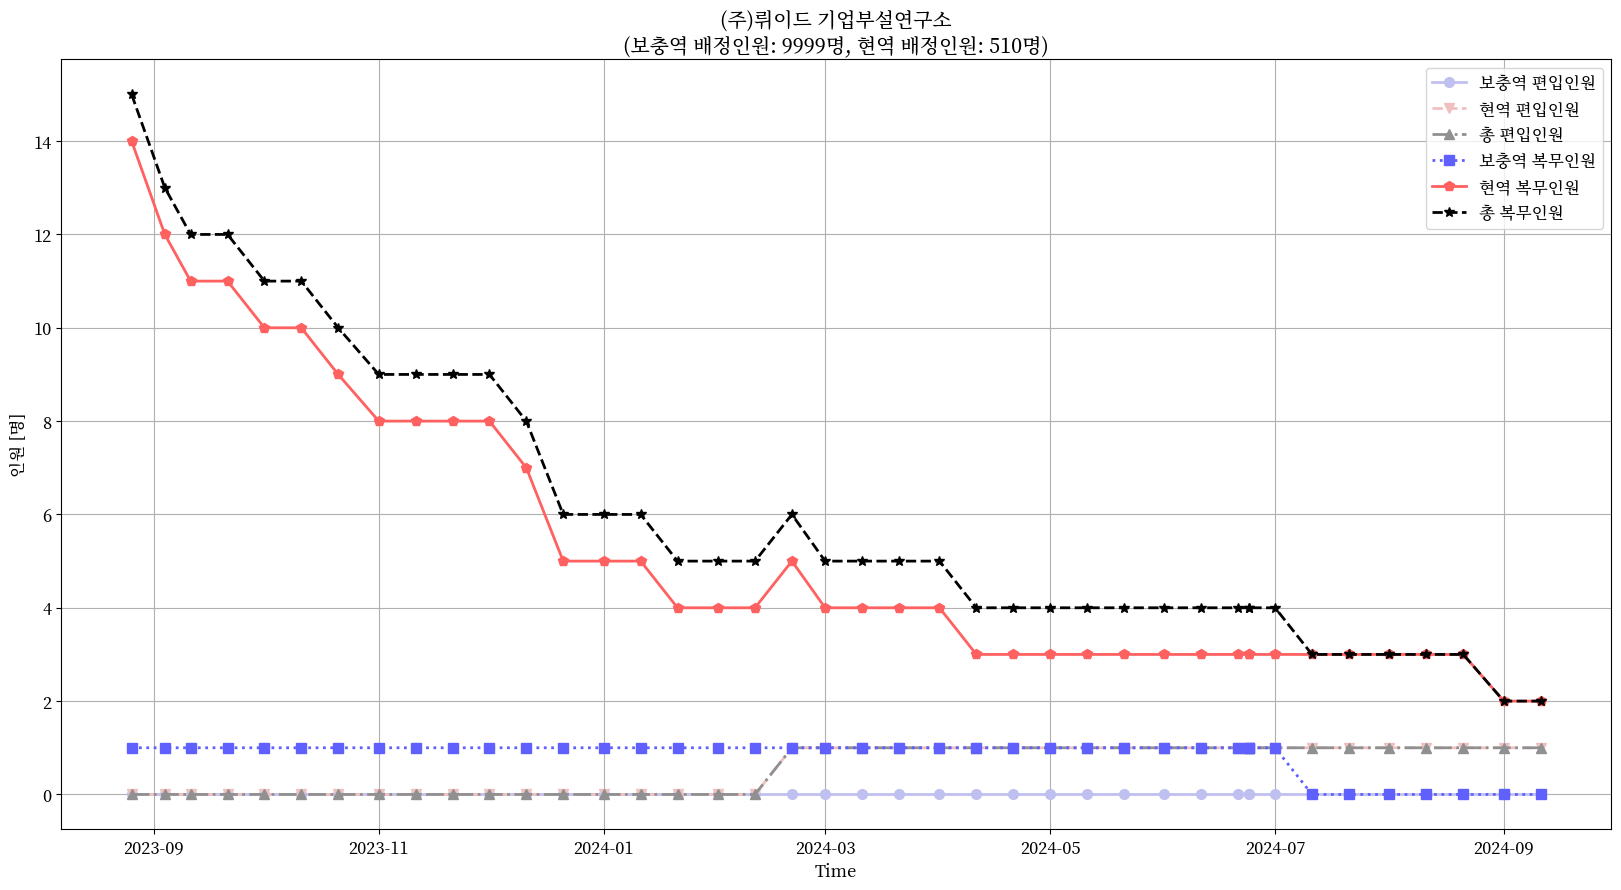 (주)뤼이드 기업부설연구소
(보충역 배정인원: 9999명, 현역 배정인원: 510명)
보충역 편입인원
현역 편입인원
총 편입인원
보충역 복무인원
현역 복무인원
총 복무인원
인원 [명]
14
12
10
8
6
4
2
0
2023-09
2023-11
2024-01
2024-03
2024-05
2024-07
2024-09
Time